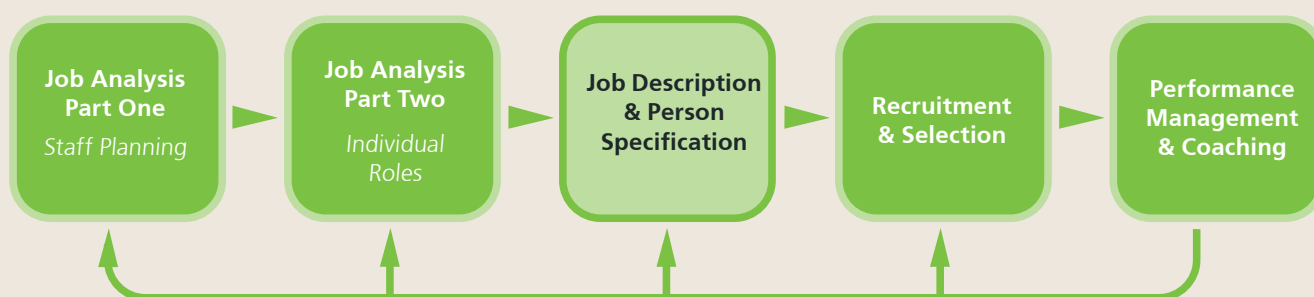 Job Analysis
Part One
Staff Planning
Job Analysis
Part Two
Individual
Roles
Job Description
& Person
Specification
Recruitment
& Selection
Performance
Management
& Coaching